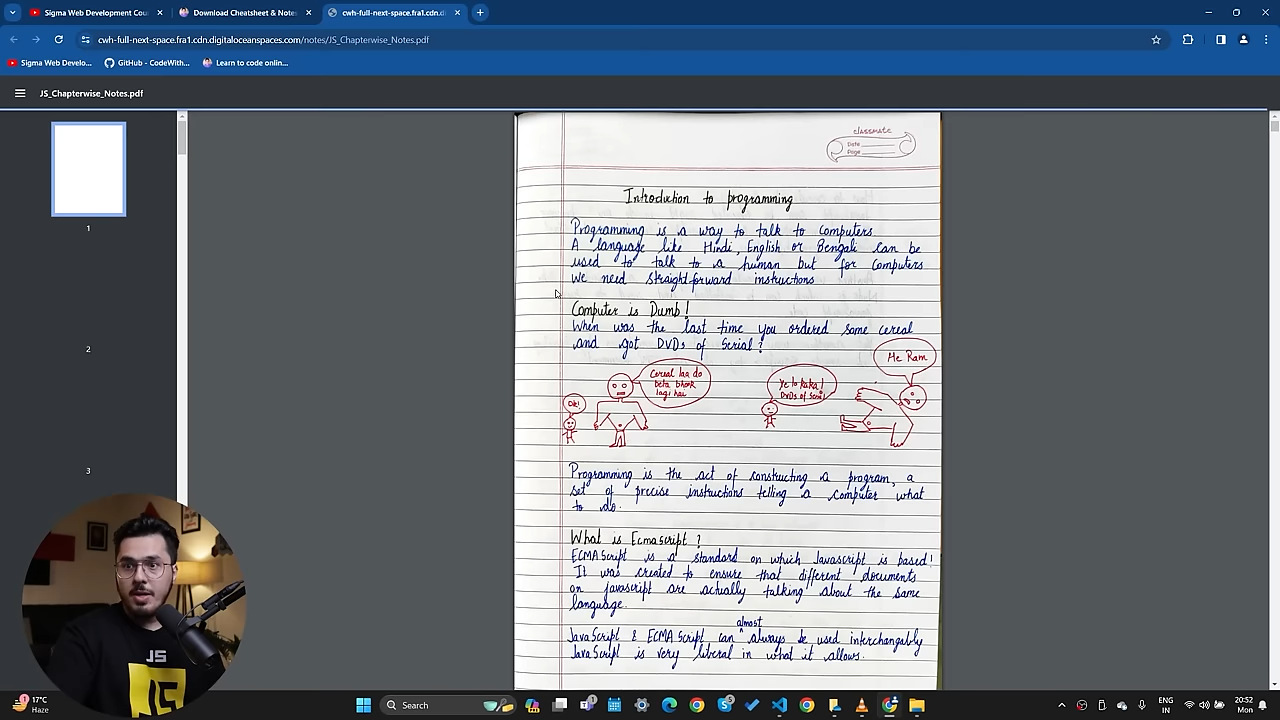 Sigma Web Development Cou
Download Cheatsheet & Notes
cwh-full-next-space.fra1.cdn.di
cwh-full-next-space.fra1.cdn.digitaloceanspaces.com/notes/JS_Chapterwise_Notes.pdf
Sigma Web Develo...
GitHub - CodeWith...
Learn to code onlin...
JS_Chapterwise_Notes.pdf
classmate
Date
Page
Introduction to programming
Programming is a way to talk to computers
A language like Hindi, English or Bengali can be
used to talk to a human but for computers
we need straightforward instructions
Computer is Dumb!
When was the last time you ordered some cereal
and got DVDs of Serial?
He Ram
Cereal laa do
beta bhook
lagi hai
Ok!
Ye lo Kaka!
DVDs of Serial
Programming is the act of constructing a program, a
set of precise instructions telling a computer what
to do.
What is Ecmascript?
ECMAScript is a standard on which Javascript is based!
It was created to ensure that different documents
on javascript are actually talking about the same
language.
almost
JavaScript & ECMAScript can always be used interchangably
JavaScript is very liberal in what it allows.
1
2
3
JS
17°C
Haze
Search
ENG
IN
20:52
Mon